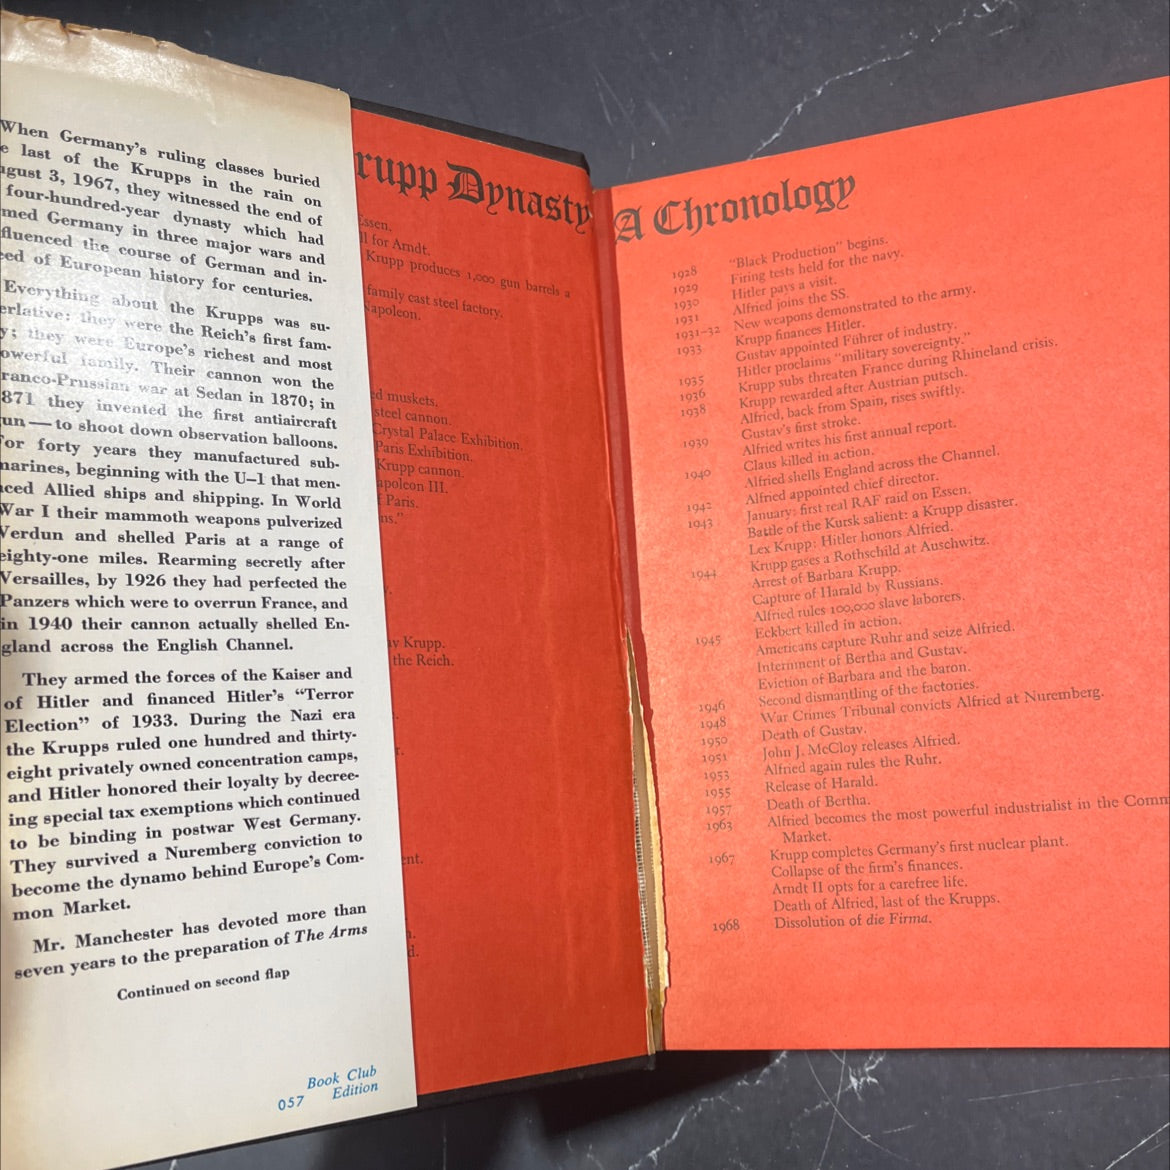 When Germany's ruling classes buried
e last of the Krupps in the rain on
gust 3, 1967, they witnessed the end of
four-hundred-year dynasty which had
med Germany in three major wars and
fluenced the course of German and in-
eed of European history for centuries.
Everything about the Krupps was su-
erlative: they were the Reich's first fam-
y; they were Europe's richest and most
owerful family. Their cannon won the
ranco-Prussian war at Sedan in 1870; in
871 they invented the first antiaircraft
un — to shoot down observation balloons.
For forty years they manufactured sub-
marines, beginning with the U–1 that men-
aced Allied ships and shipping. In World
War I their mammoth weapons pulverized
Verdun and shelled Paris at a range of
eighty-one miles. Rearming secretly after
Versailles, by 1926 they had perfected the
Panzers which were to overrun France, and
in 1940 their cannon actually shelled En-
gland across the English Channel.
They armed the forces of the Kaiser and
of Hitler and financed Hitler's “Terror
Election” of 1933. During the Nazi era
the Krupps ruled one hundred and thirty-
eight privately owned concentration camps,
and Hitler honored their loyalty by decree-
ing special tax exemptions which continued
to be binding in postwar West Germany.
They survived a Nuremberg conviction to
become the dynamo behind Europe's Com-
mon Market.
Mr. Manchester has devoted more than
seven years to the preparation of The Arms
Continued on second flap
Book Club
057 Edition
rupp Dynasty
Essen.
ll for Arndt.
Krupp produces 1,000 gun barrels a
family cast steel factory.
Napoleon.
ed muskets.
steel cannon.
Crystal Palace Exhibition.
Paris Exhibition.
Krupp cannon.
apoleon III.
f Paris.
ns."
av Krupp.
the Reich.
r.
ent.
a.
d.
A Chronology
1928 “Black Production” begins.
1929 Firing tests held for the navy.
1930 Hitler pays a visit.
1931 Alfried joins the SS.
1931–32 New weapons demonstrated to the army.
1933 Krupp finances Hitler.
Gustav appointed Führer of industry.
1935 Hitler proclaims “military sovereignty.”
1936 Krupp subs threaten France during Rhineland crisis.
1938 Krupp rewarded after Austrian putsch.
Alfried, back from Spain, rises swiftly.
1939 Gustav's first stroke.
Alfried writes his first annual report.
1940 Claus killed in action.
Alfried shells England across the Channel.
Alfried appointed chief director.
1942 January: first real RAF raid on Essen.
1943 Battle of the Kursk salient: a Krupp disaster.
Lex Krupp: Hitler honors Alfried.
1944 Krupp gases a Rothschild at Auschwitz.
Arrest of Barbara Krupp.
Capture of Harald by Russians.
Alfried rules 100,000 slave laborers.
1945 Eckbert killed in action.
Americans capture Ruhr and seize Alfried.
Internment of Bertha and Gustav.
Eviction of Barbara and the baron.
1946 Second dismantling of the factories.
1948 War Crimes Tribunal convicts Alfried at Nuremberg.
1950 Death of Gustav.
1951 John J. McCloy releases Alfried.
1953 Alfried again rules the Ruhr.
1955 Release of Harald.
1957 Death of Bertha.
1963 Alfried becomes the most powerful industrialist in the Comm
Market.
1967 Krupp completes Germany's first nuclear plant.
Collapse of the firm's finances.
Arndt II opts for a carefree life.
Death of Alfried, last of the Krupps.
1968 Dissolution of die Firma.